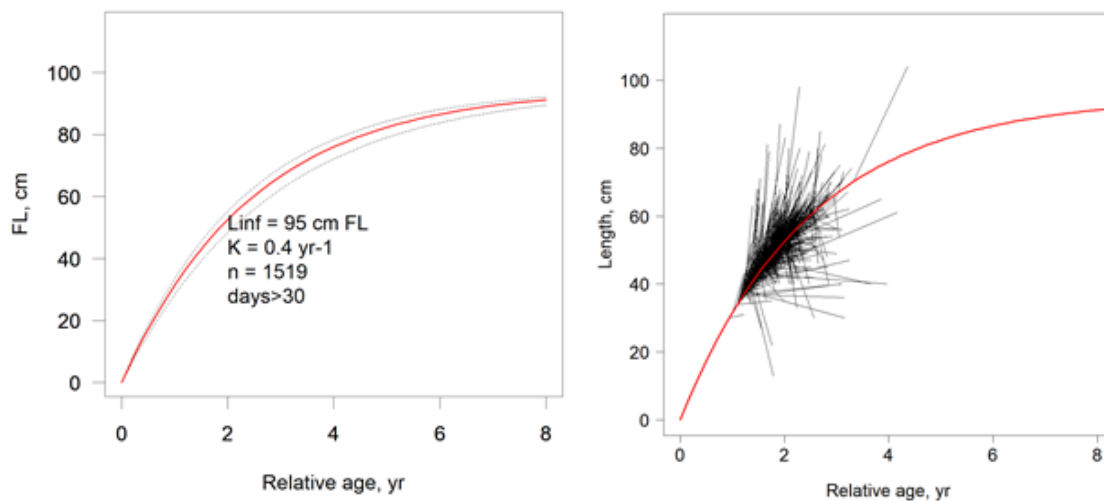 100
80
60
40
20
0
FL, cm
Linf = 95 cm FL
K = 0.4 yr-1
n = 1519
days>30
0 2 4 6 8
Relative age, yr
100
80
60
40
20
0
Length, cm
0 2 4 6 8
Relative age, yr